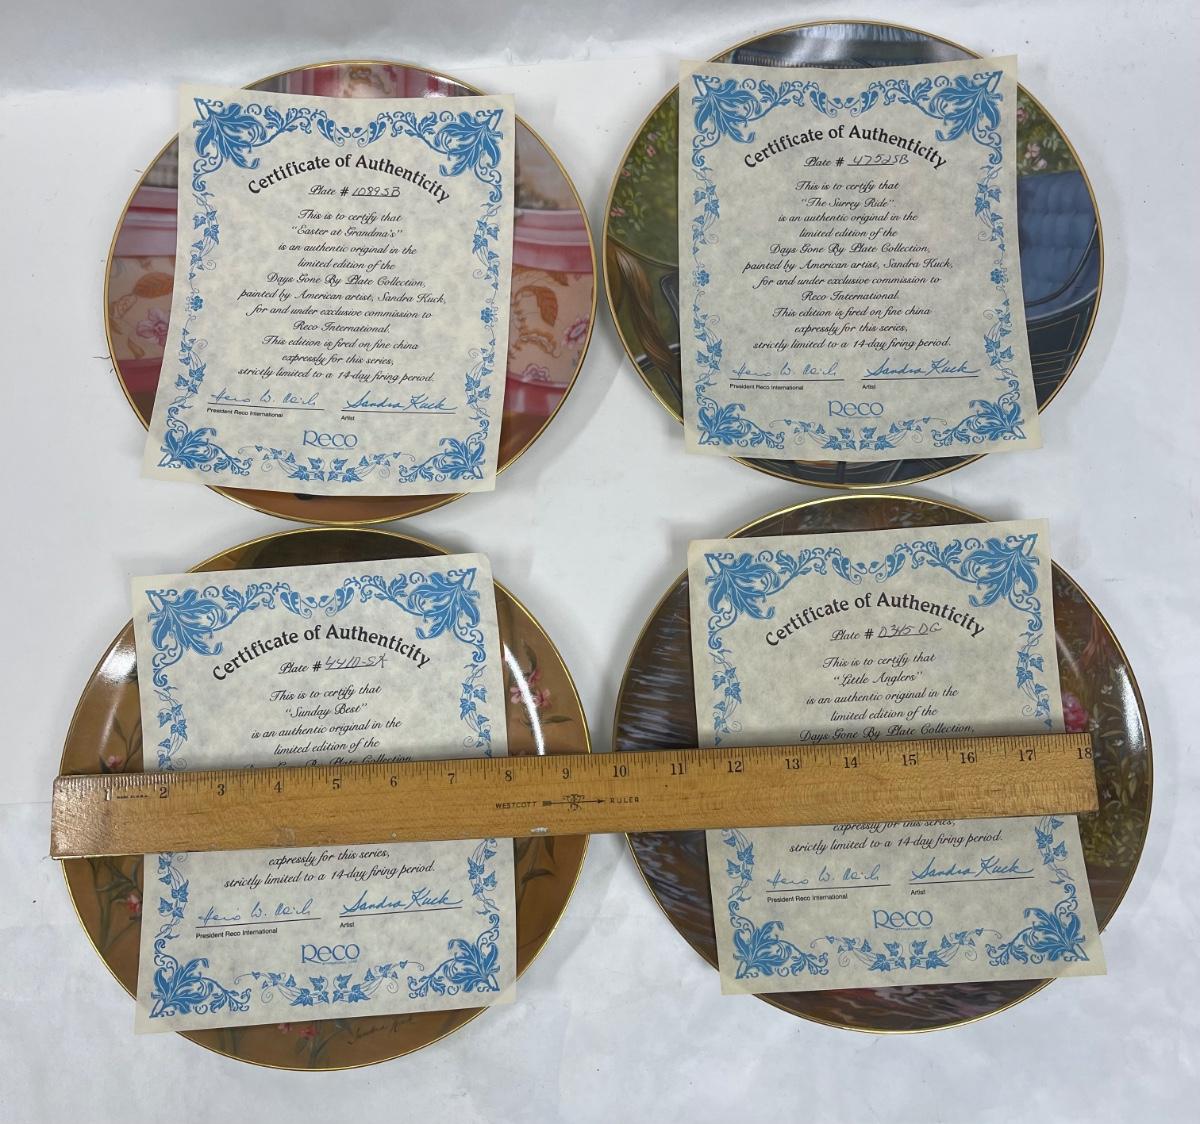 Certificate of Authenticity
Plate # 1089SB
This is to certify that
"Easter at Grandma's"
is an authentic original in the
limited edition of the
Days Gone By Plate Collection,
painted by American artist, Sandra Kuck,
for and under exclusive commission to
Reco International.
This edition is fired on fine china
expressly for this series,
strictly limited to a 14-day firing period.
Sandra Kuck
President Reco International
Artist
Reco
Certificate of Authenticity
Plate # 4752SB
This is to certify that
"The Surrey Ride"
is an authentic original in the
limited edition of the
Days Gone By Plate Collection,
painted by American artist, Sandra Kuck,
for and under exclusive commission to
Reco International.
This edition is fired on fine china
expressly for this series,
strictly limited to a 14-day firing period.
Sandra Kuck
President Reco International
Artist
Reco
Certificate of Authenticity
Plate #
This is to certify that
"Sunday Best"
is an authentic original in the
limited edition of the
Days Gone By Plate Collection,
1 2 3 4 5 6 7 8 9 10 11 12 13 14 15 16 17 18
WESTCOTT RULER
expressly for this series,
strictly limited to a 14-day firing period.
Sandra Kuck
President Reco International
Artist
Reco
Sandra Kuck
Certificate of Authenticity
Plate #
This is to certify that
"Little Anglers"
is an authentic original in the
limited edition of the
Days Gone By Plate Collection,
expressly for this series,
strictly limited to a 14-day firing period.
Sandra Kuck
President Reco International
Artist
Reco